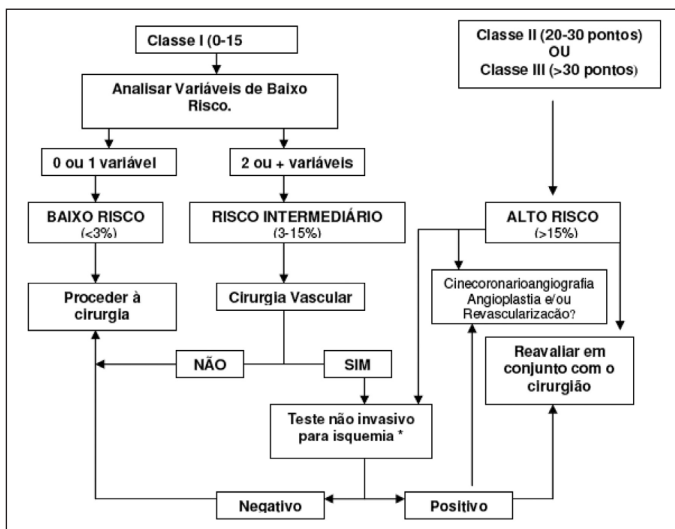 Classe I (0-15
Analisar Variáveis de Baixo
Risco.
0 ou 1 variável
2 ou + variáveis
BAIXO RISCO
(<3%)
RISCO INTERMEDIÁRIO
(3-15%)
Proceder à
cirurgia
Cirurgia Vascular
NÃO
SIM
Teste não invasivo
para isquemia *
Negativo
Positivo
Classe II (20-30 pontos)
OU
Classe III (>30 pontos)
ALTO RISCO
(>15%)
Cinecoronarioangiografia
Angioplastia e/ou
Revascularização?
Reavaliar em
conjunto com o
cirurgião